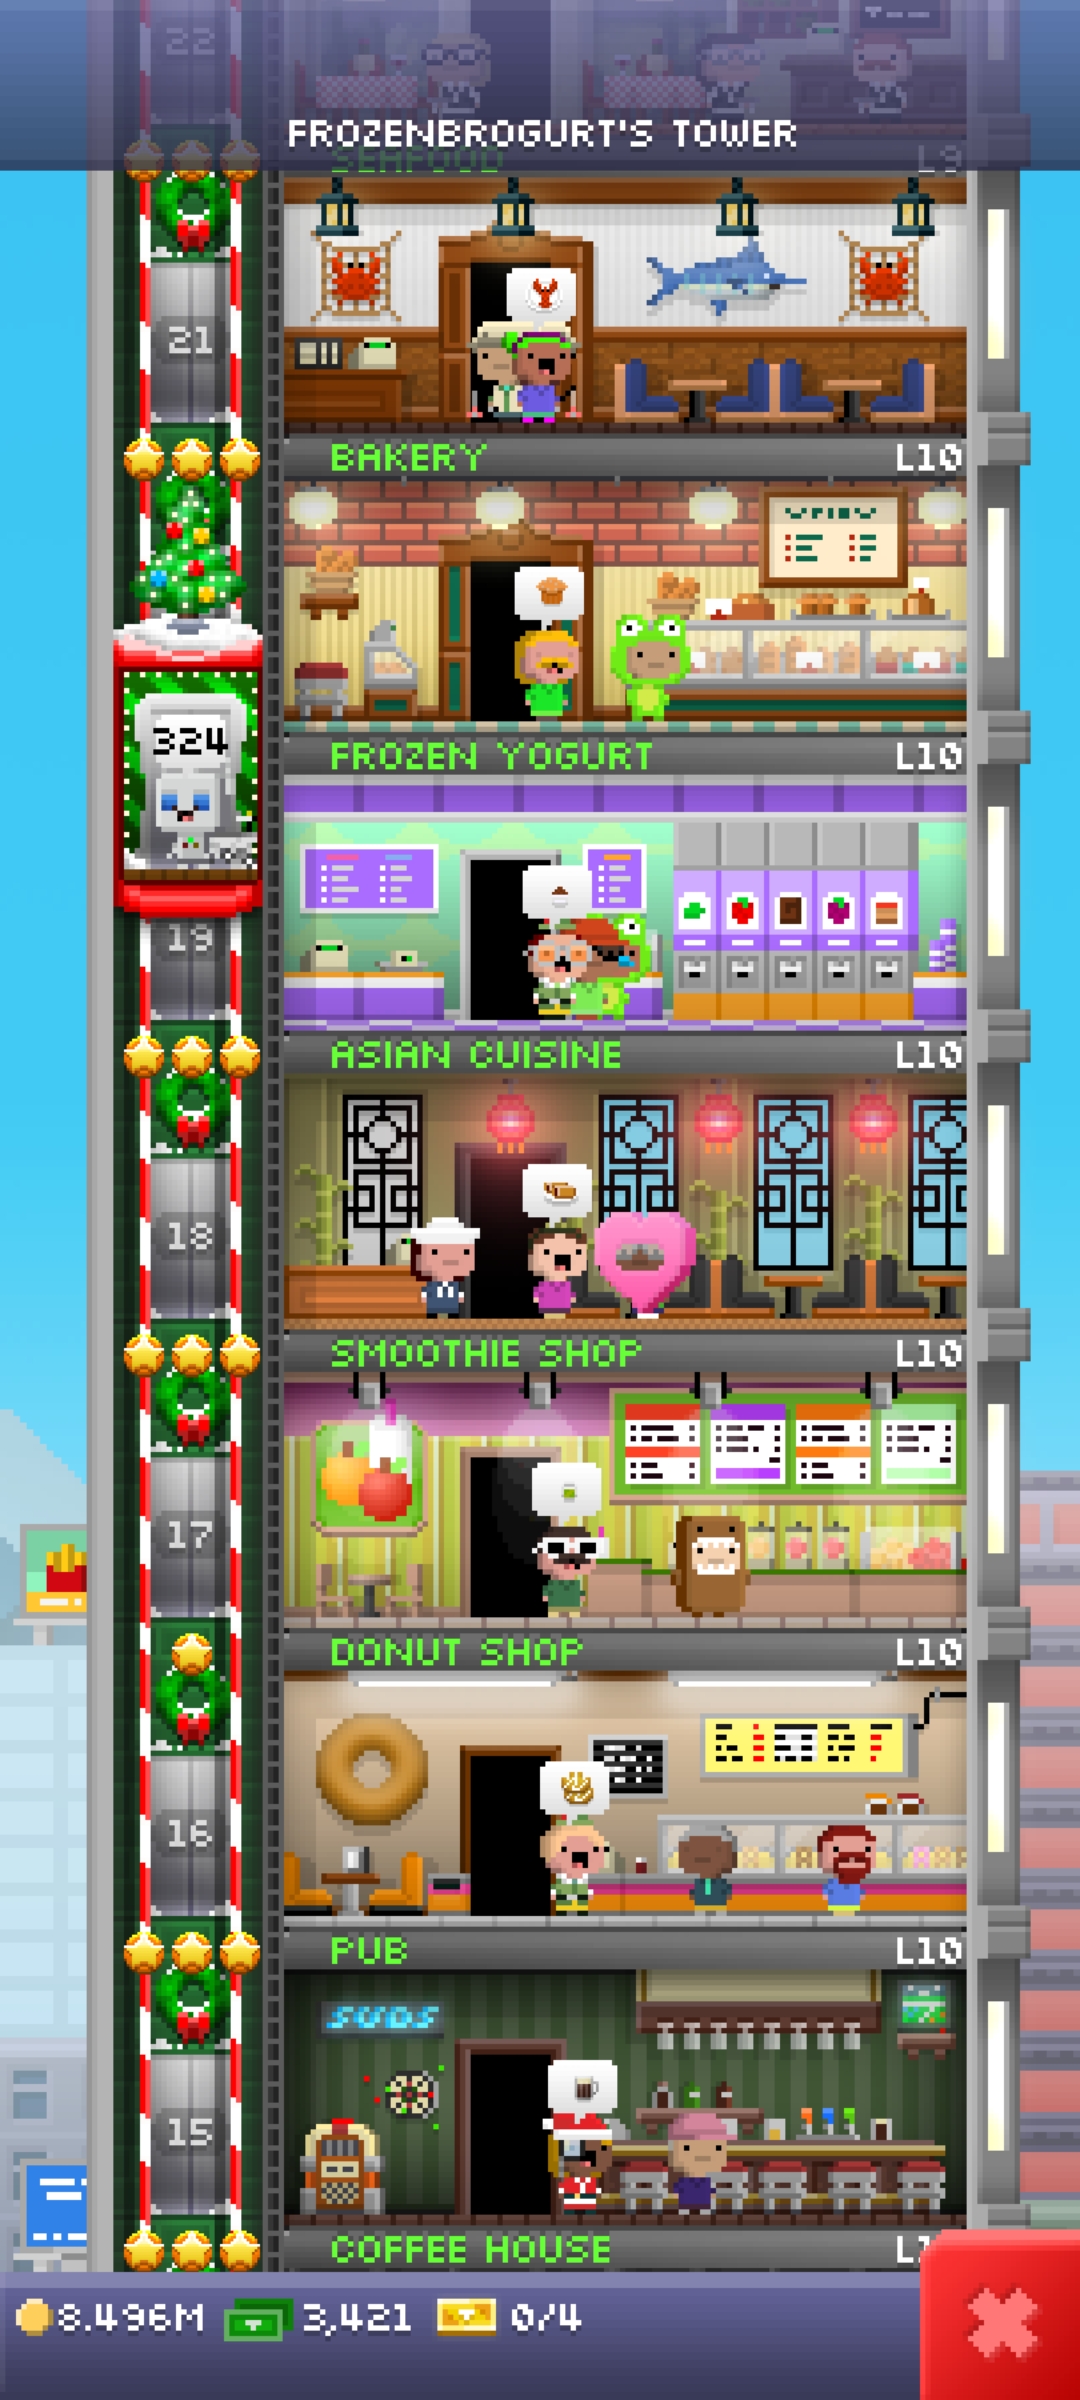 22
FROZENBROGURT'S TOWER
SEAFOOD L9
21
BAKERY L10
324
FROZEN YOGURT L10
19
ASIAN CUISINE L10
18
SMOOTHIE SHOP L10
17
DONUT SHOP L10
16
PUB L10
SUDS
15
COFFEE HOUSE
8.496M 3,421 0/4